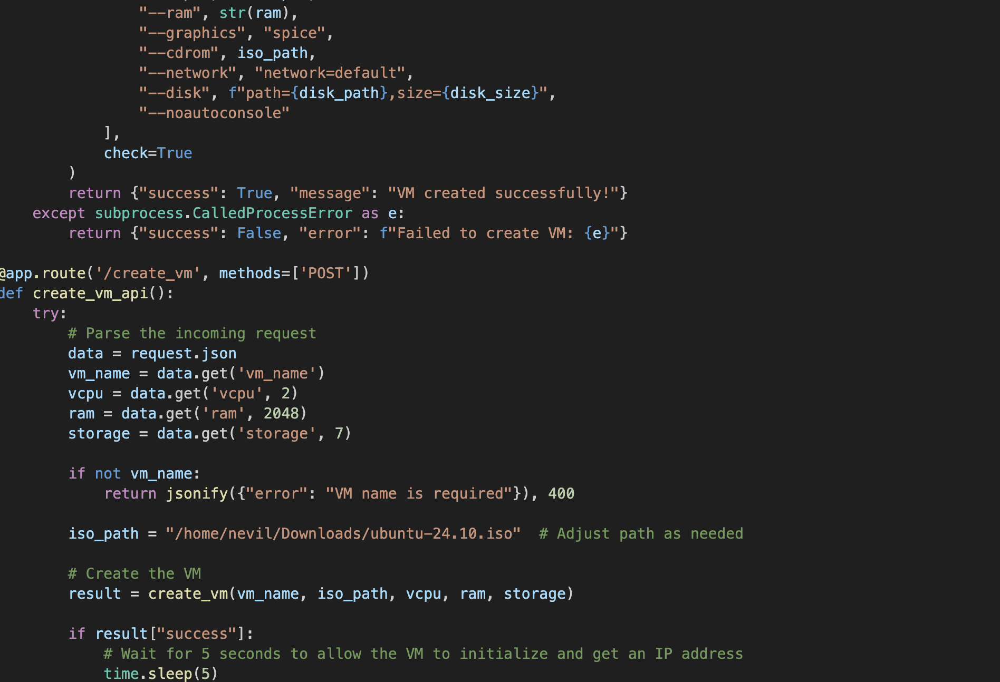 "--ram", str(ram),
"--graphics", "spice",
"--cdrom", iso_path,
"--network", "network=default",
"--disk", f"path={disk_path},size={disk_size}",
"--noautoconsole"
],
check=True
)
return {"success": True, "message": "VM created successfully!"}
except subprocess.CalledProcessError as e:
return {"success": False, "error": f"Failed to create VM: {e}"}
@app.route('/create_vm', methods=['POST'])
def create_vm_api():
try:
# Parse the incoming request
data = request.json
vm_name = data.get('vm_name')
vcpu = data.get('vcpu', 2)
ram = data.get('ram', 2048)
storage = data.get('storage', 7)
if not vm_name:
return jsonify({"error": "VM name is required"}), 400
iso_path = "/home/nevil/Downloads/ubuntu-24.10.iso"  # Adjust path as needed
# Create the VM
result = create_vm(vm_name, iso_path, vcpu, ram, storage)
if result["success"]:
# Wait for 5 seconds to allow the VM to initialize and get an IP address
time.sleep(5)